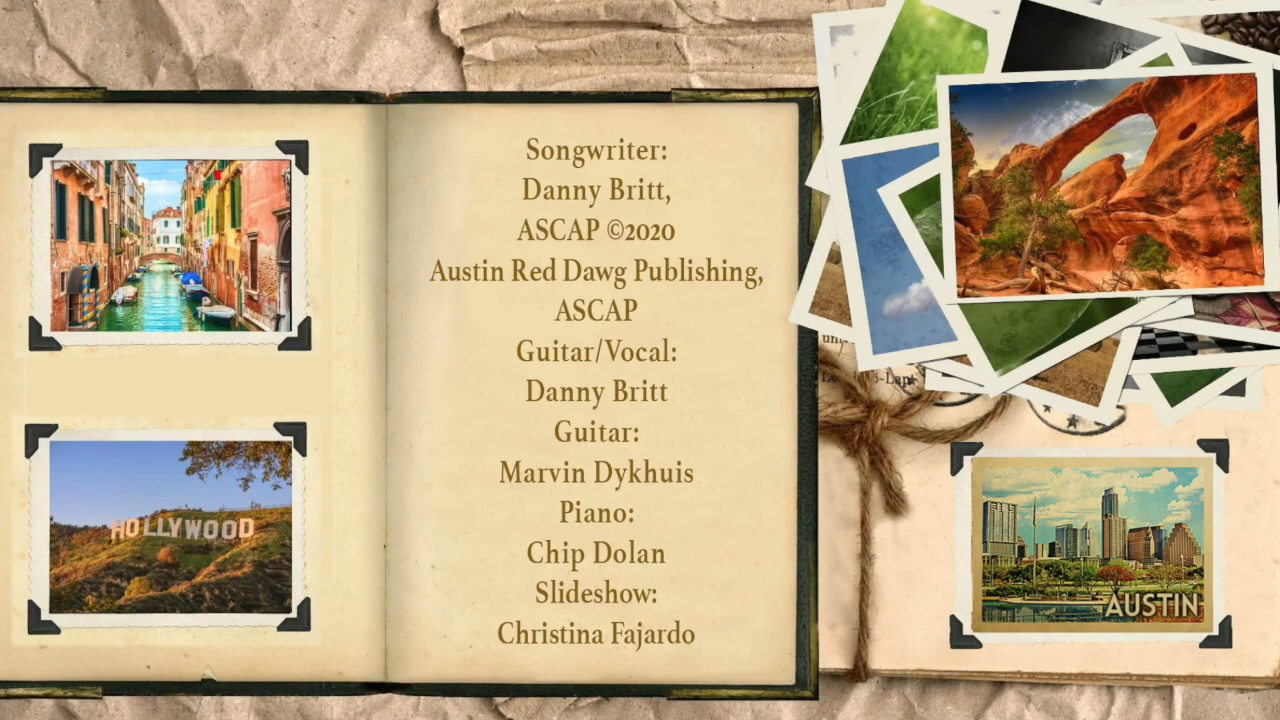 Songwriter:
Danny Britt,
ASCAP ©2020
Austin Red Dawg Publishing,
ASCAP
Guitar/Vocal:
Danny Britt
Guitar:
Marvin Dykhuis
Piano:
Chip Dolan
Slideshow:
Christina Fajardo
HOLLYWOOD
AUSTIN